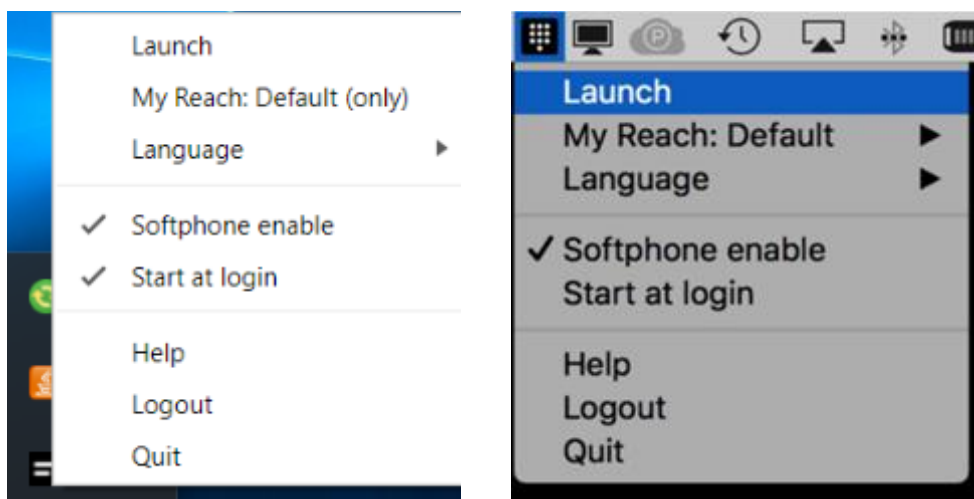 Launch
My Reach: Default (only)
Language
Softphone enable
Start at login
Help
Logout
Quit
P
Launch
My Reach: Default
Language
Softphone enable
Start at login
Help
Logout
Quit